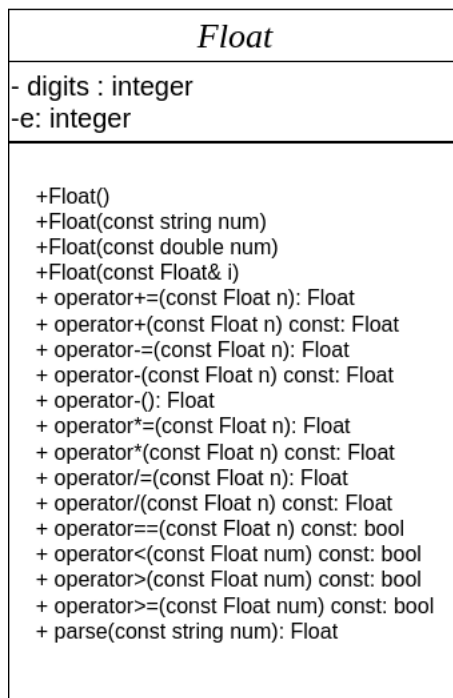 Float
- digits : integer
-e: integer
+Float()
+Float(const string num)
+Float(const double num)
+Float(const Float& i)
+ operator+=(const Float n): Float
+ operator+(const Float n) const: Float
+ operator-=(const Float n): Float
+ operator-(const Float n) const: Float
+ operator-(): Float
+ operator*=(const Float n): Float
+ operator*(const Float n) const: Float
+ operator/=(const Float n): Float
+ operator/(const Float n) const: Float
+ operator==(const Float n) const: bool
+ operator<(const Float num) const: bool
+ operator>(const Float num) const: bool
+ operator>=(const Float num) const: bool
+ parse(const string num): Float